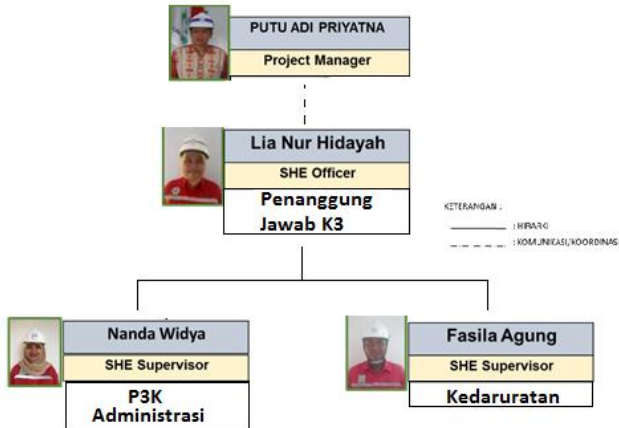 PUTU ADI PRIYATNA
Project Manager
Lia Nur Hidayah
SHE Officer
Penanggung
Jawab K3
KETERANGAN :
: HIRARKI
: KOMUNIKASI/KOORDINASI
Nanda Widya
SHE Supervisor
P3K
Administrasi
Fasila Agung
SHE Supervisor
Kedaruratan